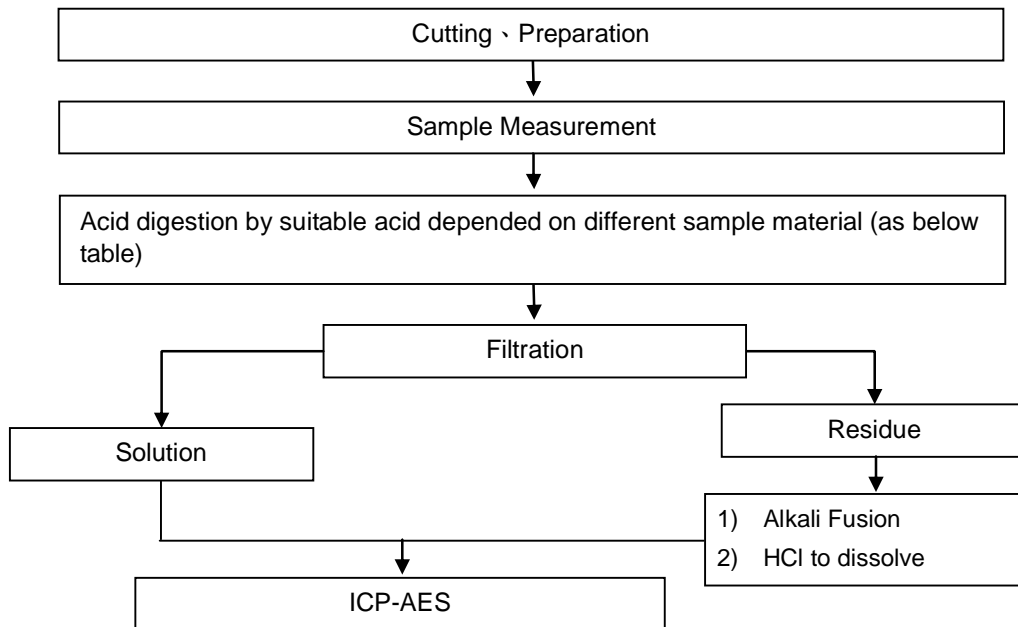 Cutting、Preparation
Sample Measurement
Acid digestion by suitable acid depended on different sample material (as below
table)
Filtration
Solution
Residue
1) Alkali Fusion
2) HCl to dissolve
ICP-AES